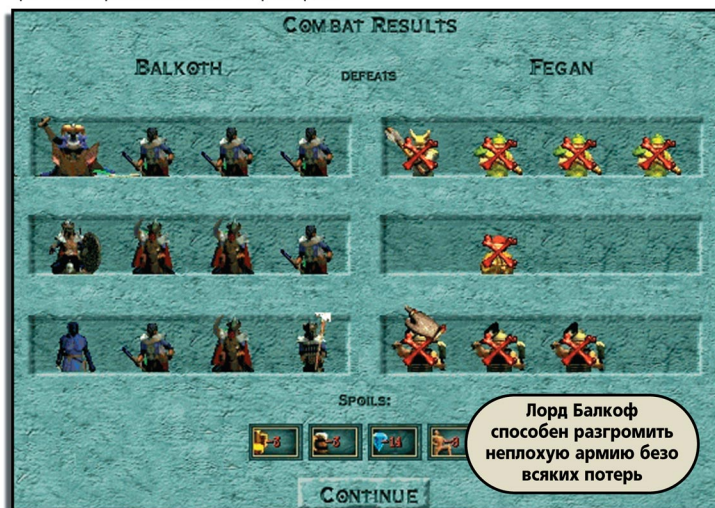 COMBAT RESULTS
BALKOTH
DEFEATS
FEGAN
SPOILS:
CONTINUE
Лорд Балкоф
способен разгромить
неплохую армию безо
всяких потерь